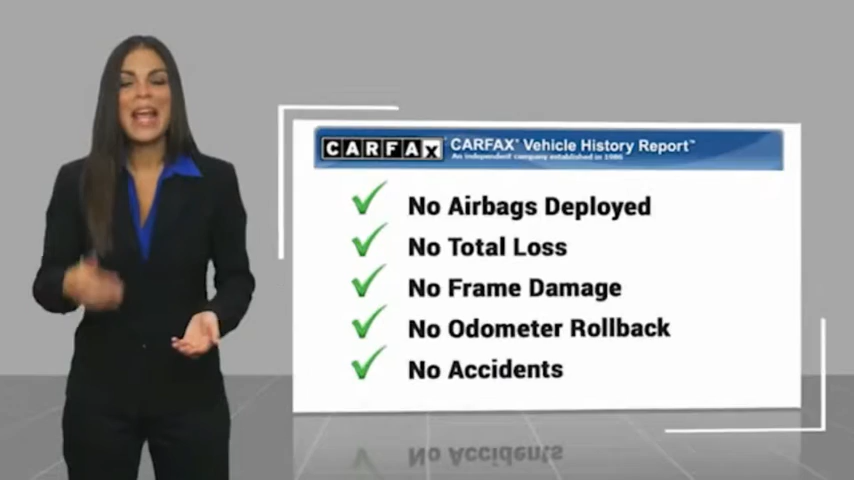 CARFAX CARFAX® Vehicle History Report™
An independent company established in 1986
No Airbags Deployed
No Total Loss
No Frame Damage
No Odometer Rollback
No Accidents
No Accidents